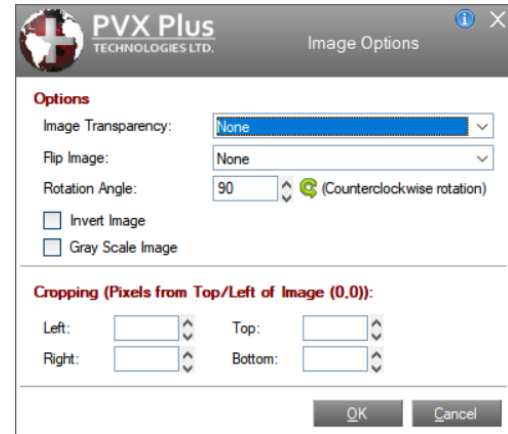 PVX Plus
TECHNOLOGIES LTD.
Image Options
Options
Image Transparency: None
Flip Image: None
Rotation Angle: 90 (Counterclockwise rotation)
Invert Image
Gray Scale Image
Cropping (Pixels from Top/Left of Image (0,0)):
Left: Top:
Right: Bottom:
OK Cancel